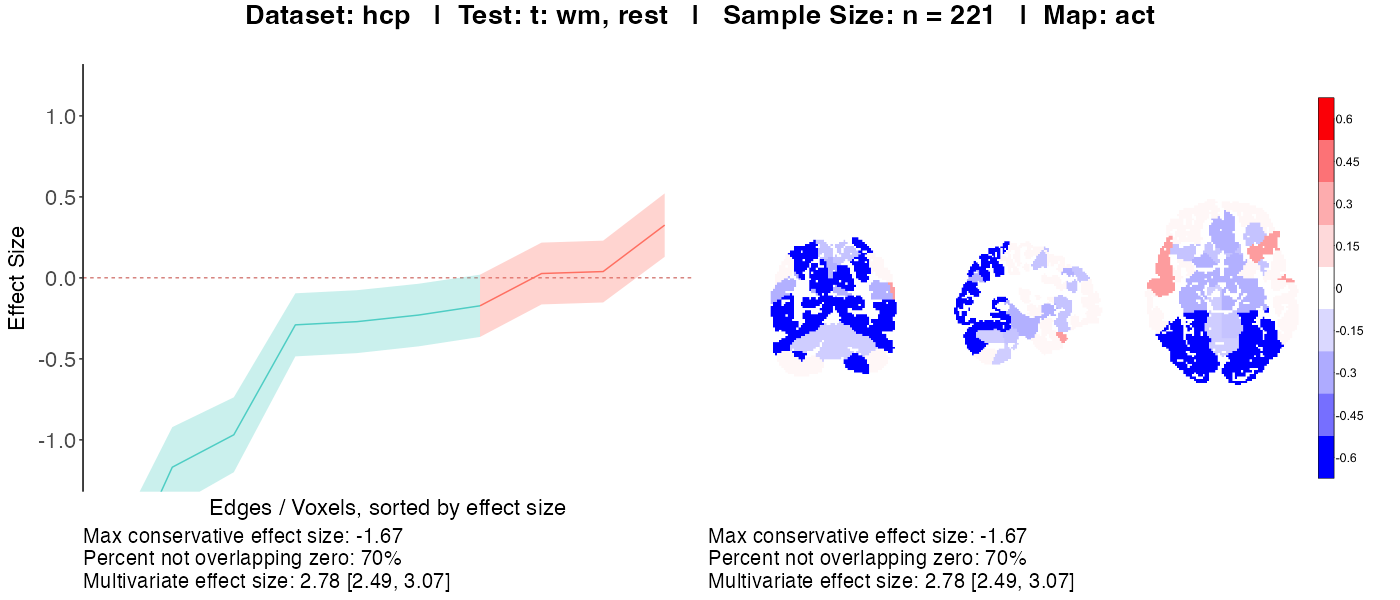 Dataset: hcp | Test: t: wm, rest | Sample Size: n = 221 | Map: act
Effect Size
1.0
0.5
0.0
-0.5
-1.0
Edges / Voxels, sorted by effect size
Max conservative effect size: -1.67
Percent not overlapping zero: 70%
Multivariate effect size: 2.78 [2.49, 3.07]
0.6
0.45
0.3
0.15
0
-0.15
-0.3
-0.45
-0.6
Max conservative effect size: -1.67
Percent not overlapping zero: 70%
Multivariate effect size: 2.78 [2.49, 3.07]